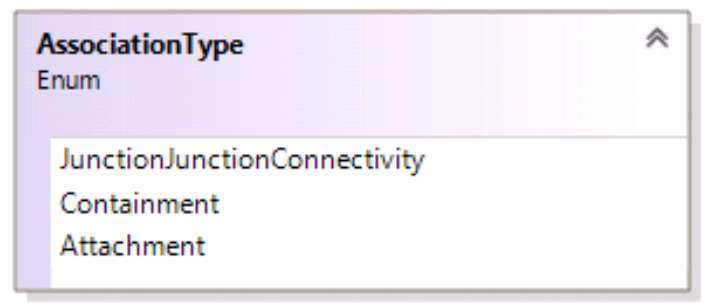 AssociationType
Enum
JunctionJunctionConnectivity
Containment
Attachment